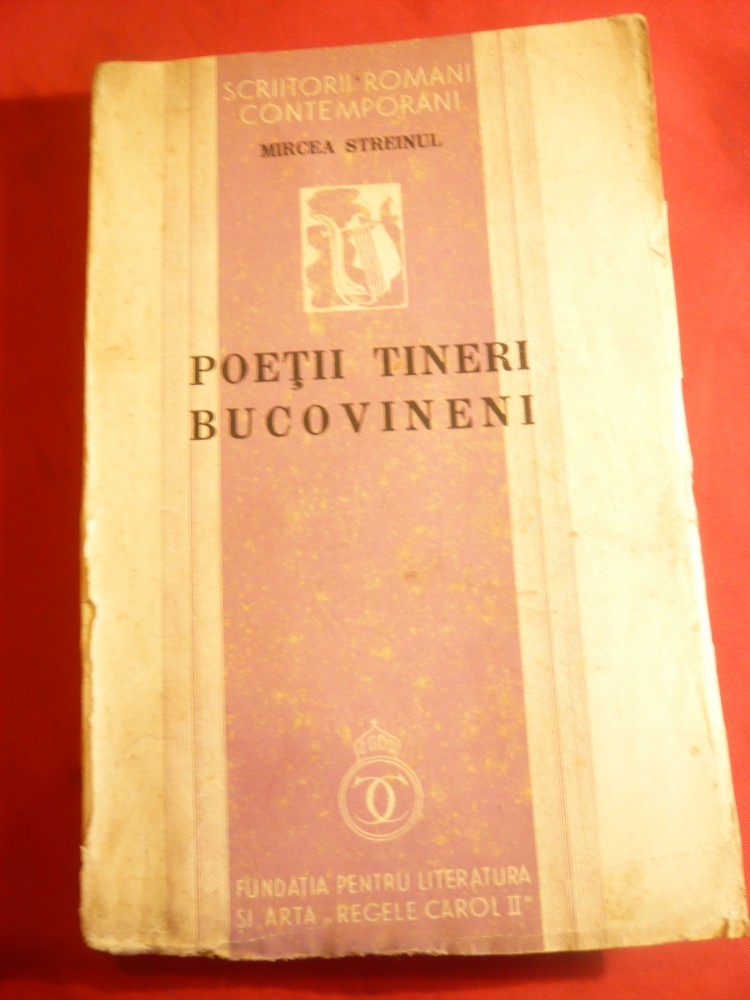 SCRIITORII ROMANI
CONTEMPORANI
MIRCEA STREINUL
POEŢII TINERI
BUCOVINENI
FUNDAŢIA PENTRU LITERATURA
ŞI ARTA „REGELE CAROL II"